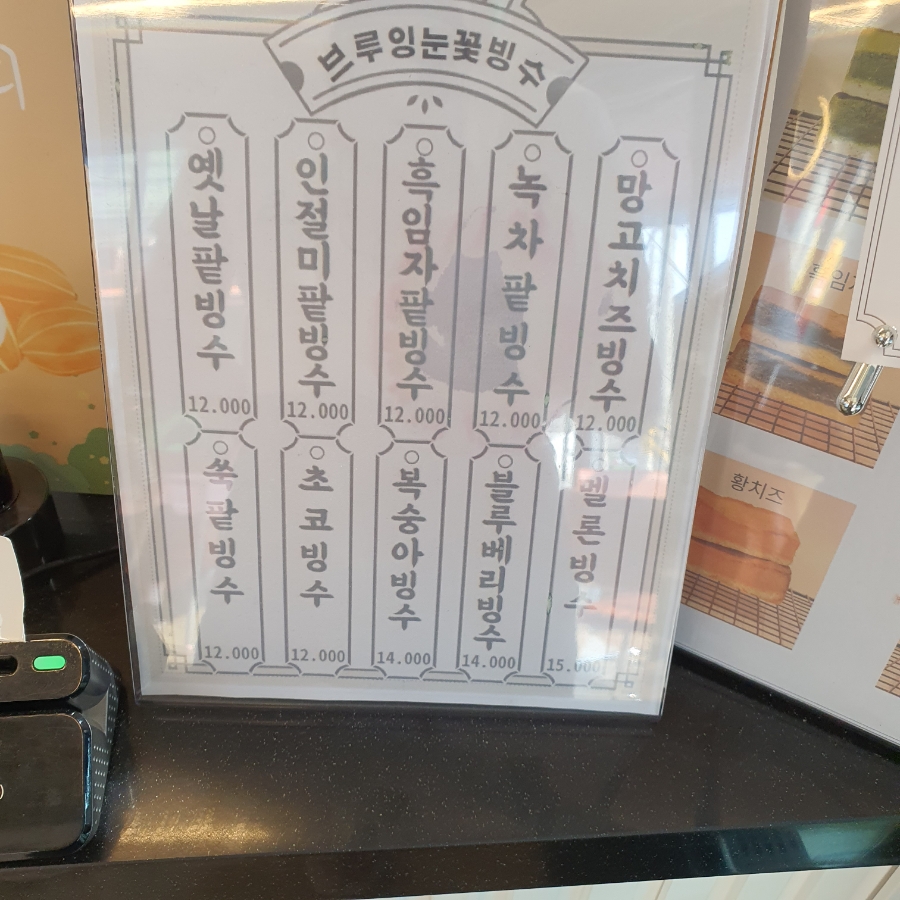 브루잉눈꽃빙수
옛날팥빙수
12.000
인절미팥빙수
12.000
흑임자팥빙수
12.000
녹차팥빙수
12.000
망고치즈빙수
12.000
쑥팥빙수
12.000
초코빙수
12.000
복숭아빙수
14.000
블루베리빙수
14.000
멜론빙수
15.000
황치즈